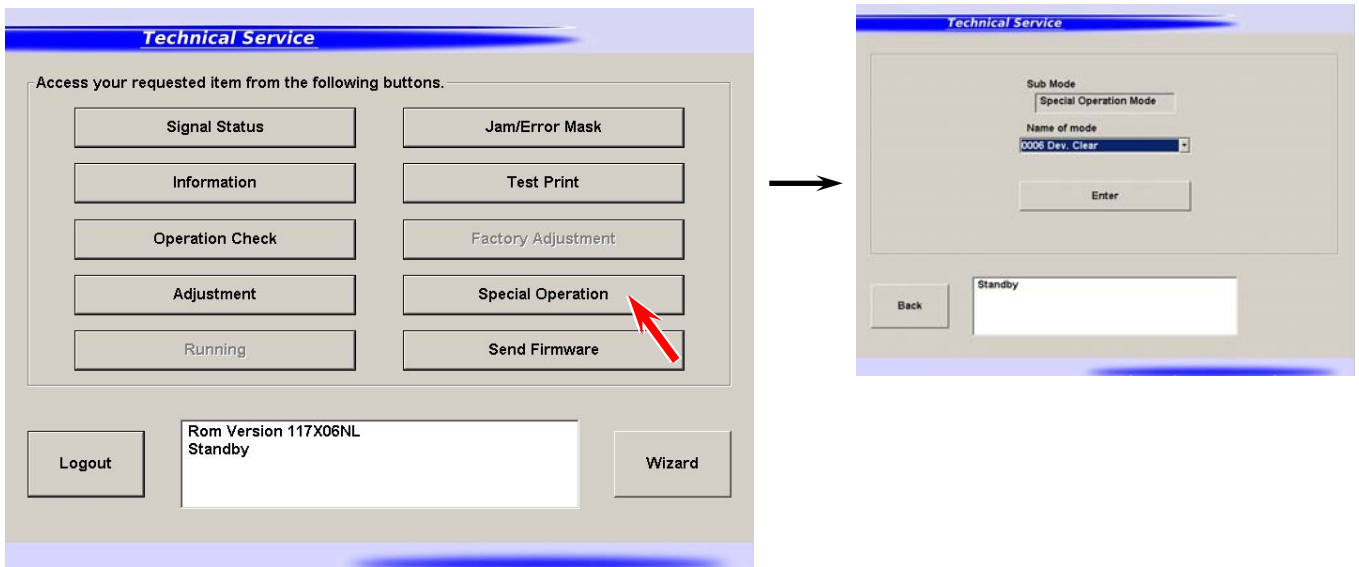 Technical Service
Access your requested item from the following buttons.
Signal Status
Jam/Error Mask
Information
Test Print
Operation Check
Factory Adjustment
Adjustment
Special Operation
Running
Send Firmware
Logout
Rom Version 117X06NL
Standby
Wizard
Technical Service
Sub Mode
Special Operation Mode
Name of mode
0006 Dev. Clear
Enter
Back
Standby